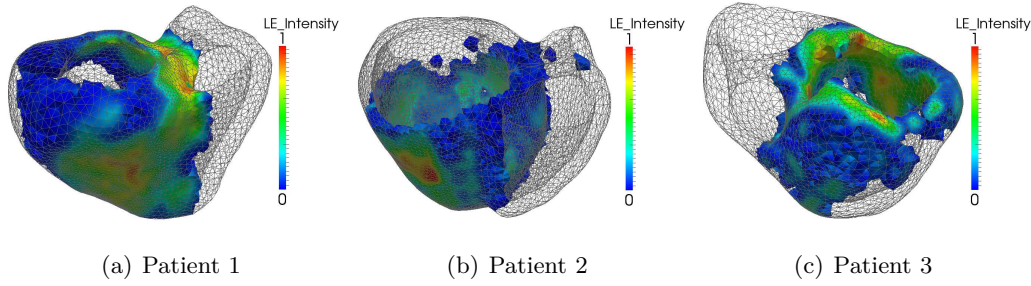 LE_Intensity
1
0
LE_Intensity
1
0
LE_Intensity
1
0
(a) Patient 1
(b) Patient 2
(c) Patient 3